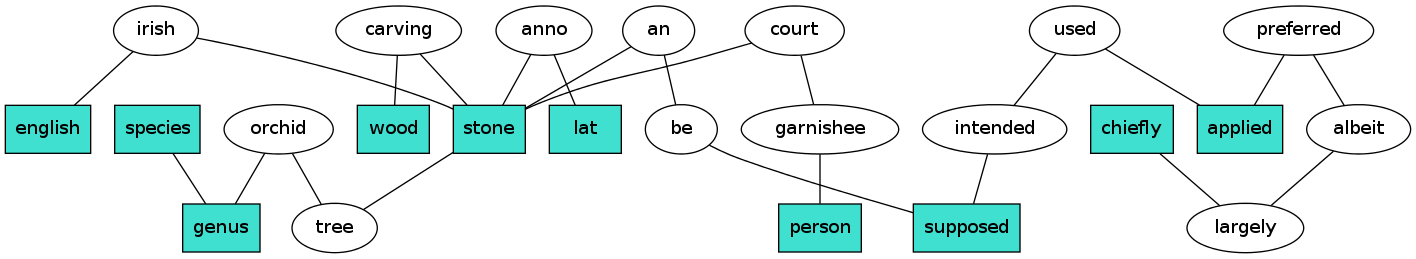 irish carving anno an court used preferred
english species orchid wood stone lat be garnishee intended chiefly applied albeit
genus tree person supposed largely